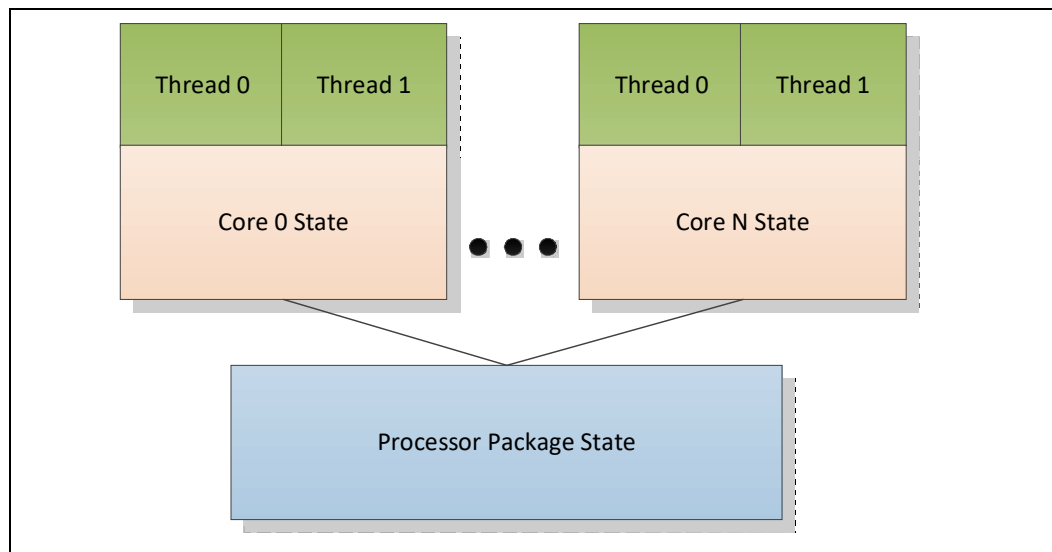 Thread 0
Thread 1
Thread 0
Thread 1
Core 0 State
Core N State
Processor Package State